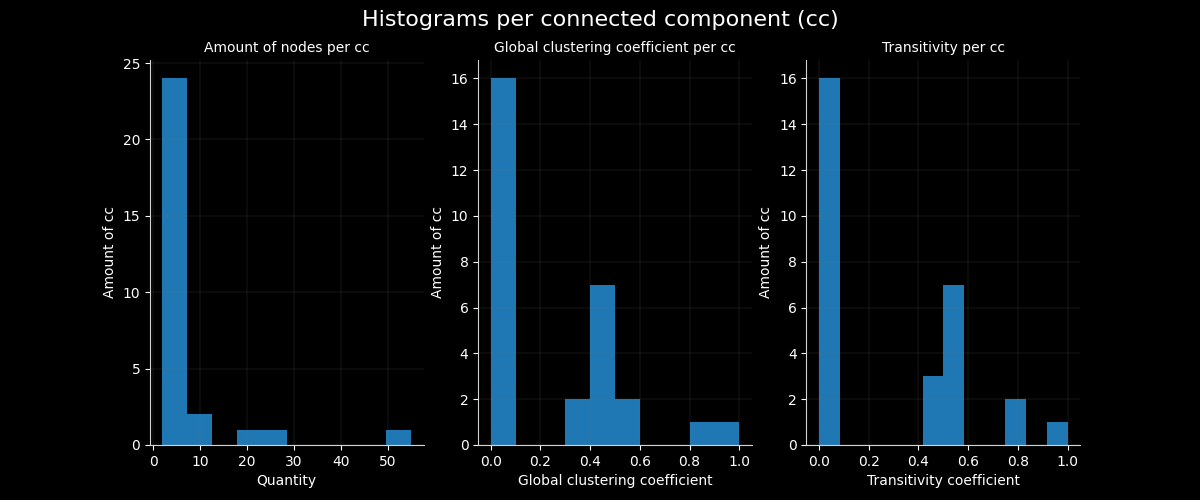 Histograms per connected component (cc)
Amount of nodes per cc
25
20
15
10
5
0
Amount of cc
0 10 20 30 40 50
Quantity
Global clustering coefficient per cc
16
14
12
10
8
6
4
2
0
Amount of cc
0.0 0.2 0.4 0.6 0.8 1.0
Global clustering coefficient
Transitivity per cc
16
14
12
10
8
6
4
2
0
Amount of cc
0.0 0.2 0.4 0.6 0.8 1.0
Transitivity coefficient